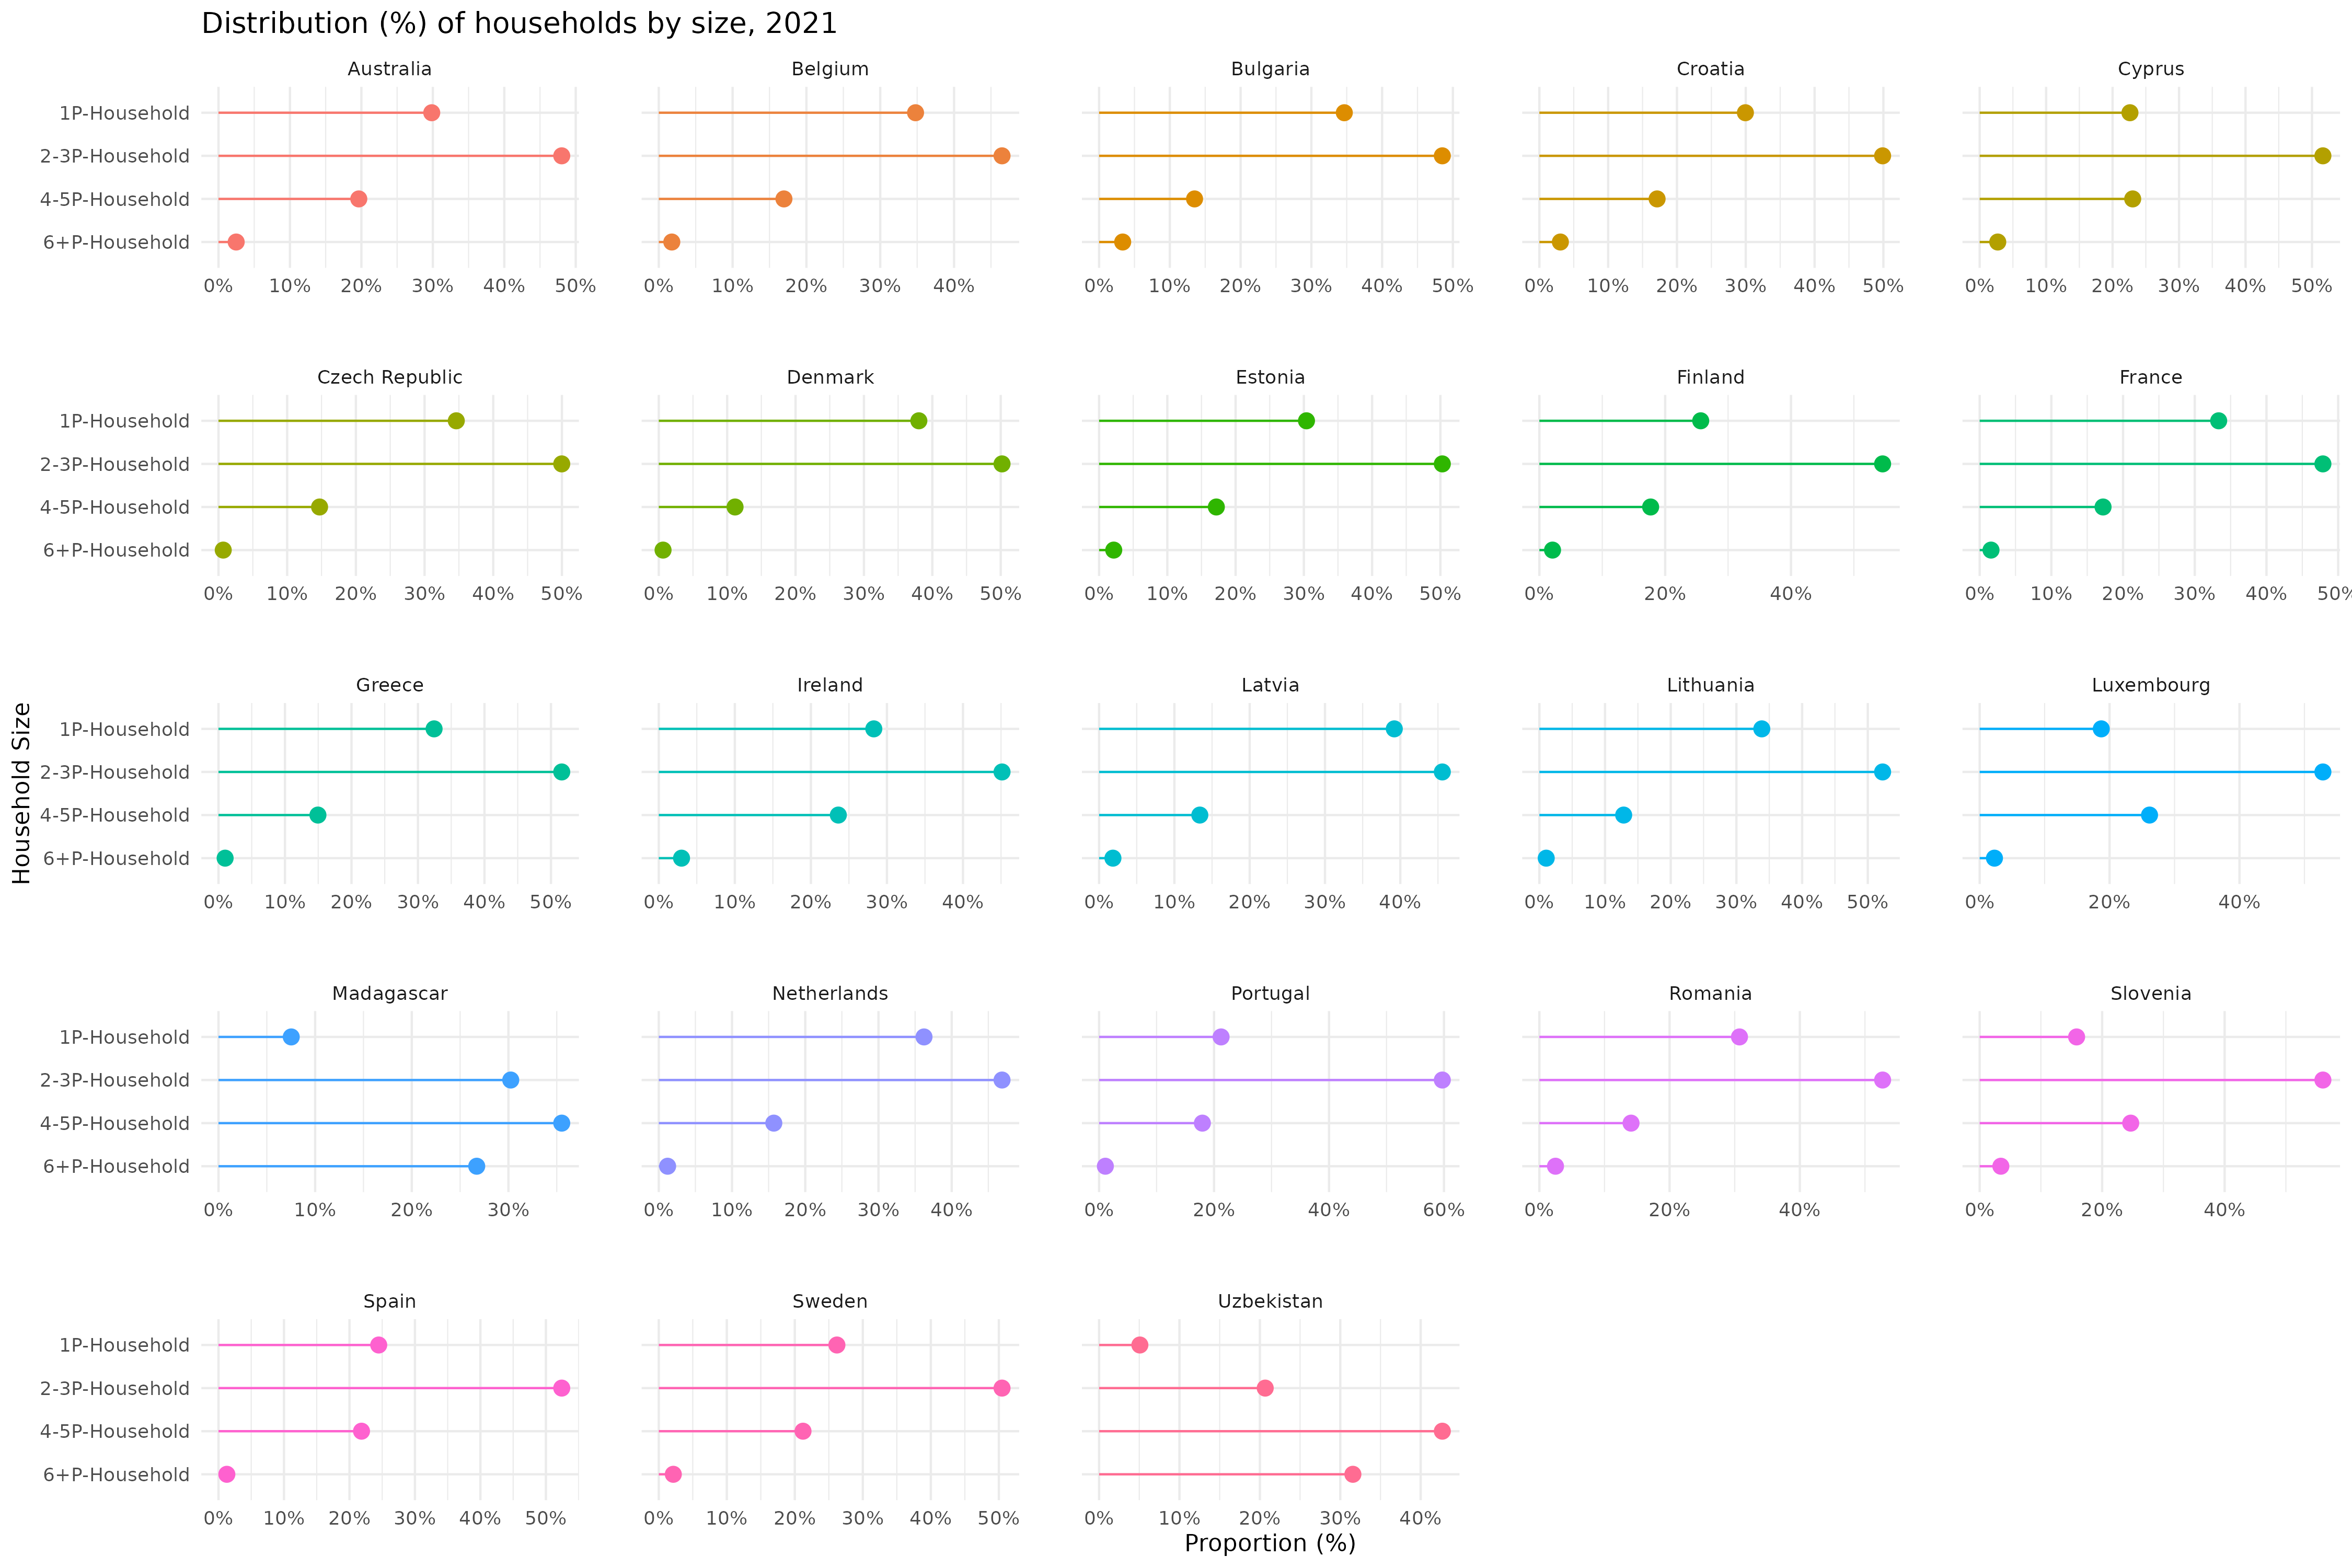 Distribution (%) of households by size, 2021
Australia Belgium Bulgaria Croatia Cyprus
1P-Household
2-3P-Household
4-5P-Household
6+P-Household
0% 10% 20% 30% 40% 50% 0% 10% 20% 30% 40% 0% 10% 20% 30% 40% 50% 0% 10% 20% 30% 40% 50% 0% 10% 20% 30% 40% 50%
Czech Republic Denmark Estonia Finland France
1P-Household
2-3P-Household
4-5P-Household
6+P-Household
0% 10% 20% 30% 40% 50% 0% 10% 20% 30% 40% 50% 0% 10% 20% 30% 40% 50% 0% 20% 40% 0% 10% 20% 30% 40% 50%
Greece Ireland Latvia Lithuania Luxembourg
Household Size
1P-Household
2-3P-Household
4-5P-Household
6+P-Household
0% 10% 20% 30% 40% 50% 0% 10% 20% 30% 40% 0% 10% 20% 30% 40% 0% 10% 20% 30% 40% 50% 0% 20% 40%
Madagascar Netherlands Portugal Romania Slovenia
1P-Household
2-3P-Household
4-5P-Household
6+P-Household
0% 10% 20% 30% 0% 10% 20% 30% 40% 0% 20% 40% 60% 0% 20% 40% 0% 20% 40%
Spain Sweden Uzbekistan
1P-Household
2-3P-Household
4-5P-Household
6+P-Household
0% 10% 20% 30% 40% 50% 0% 10% 20% 30% 40% 50% 0% 10% 20% 30% 40%
Proportion (%)